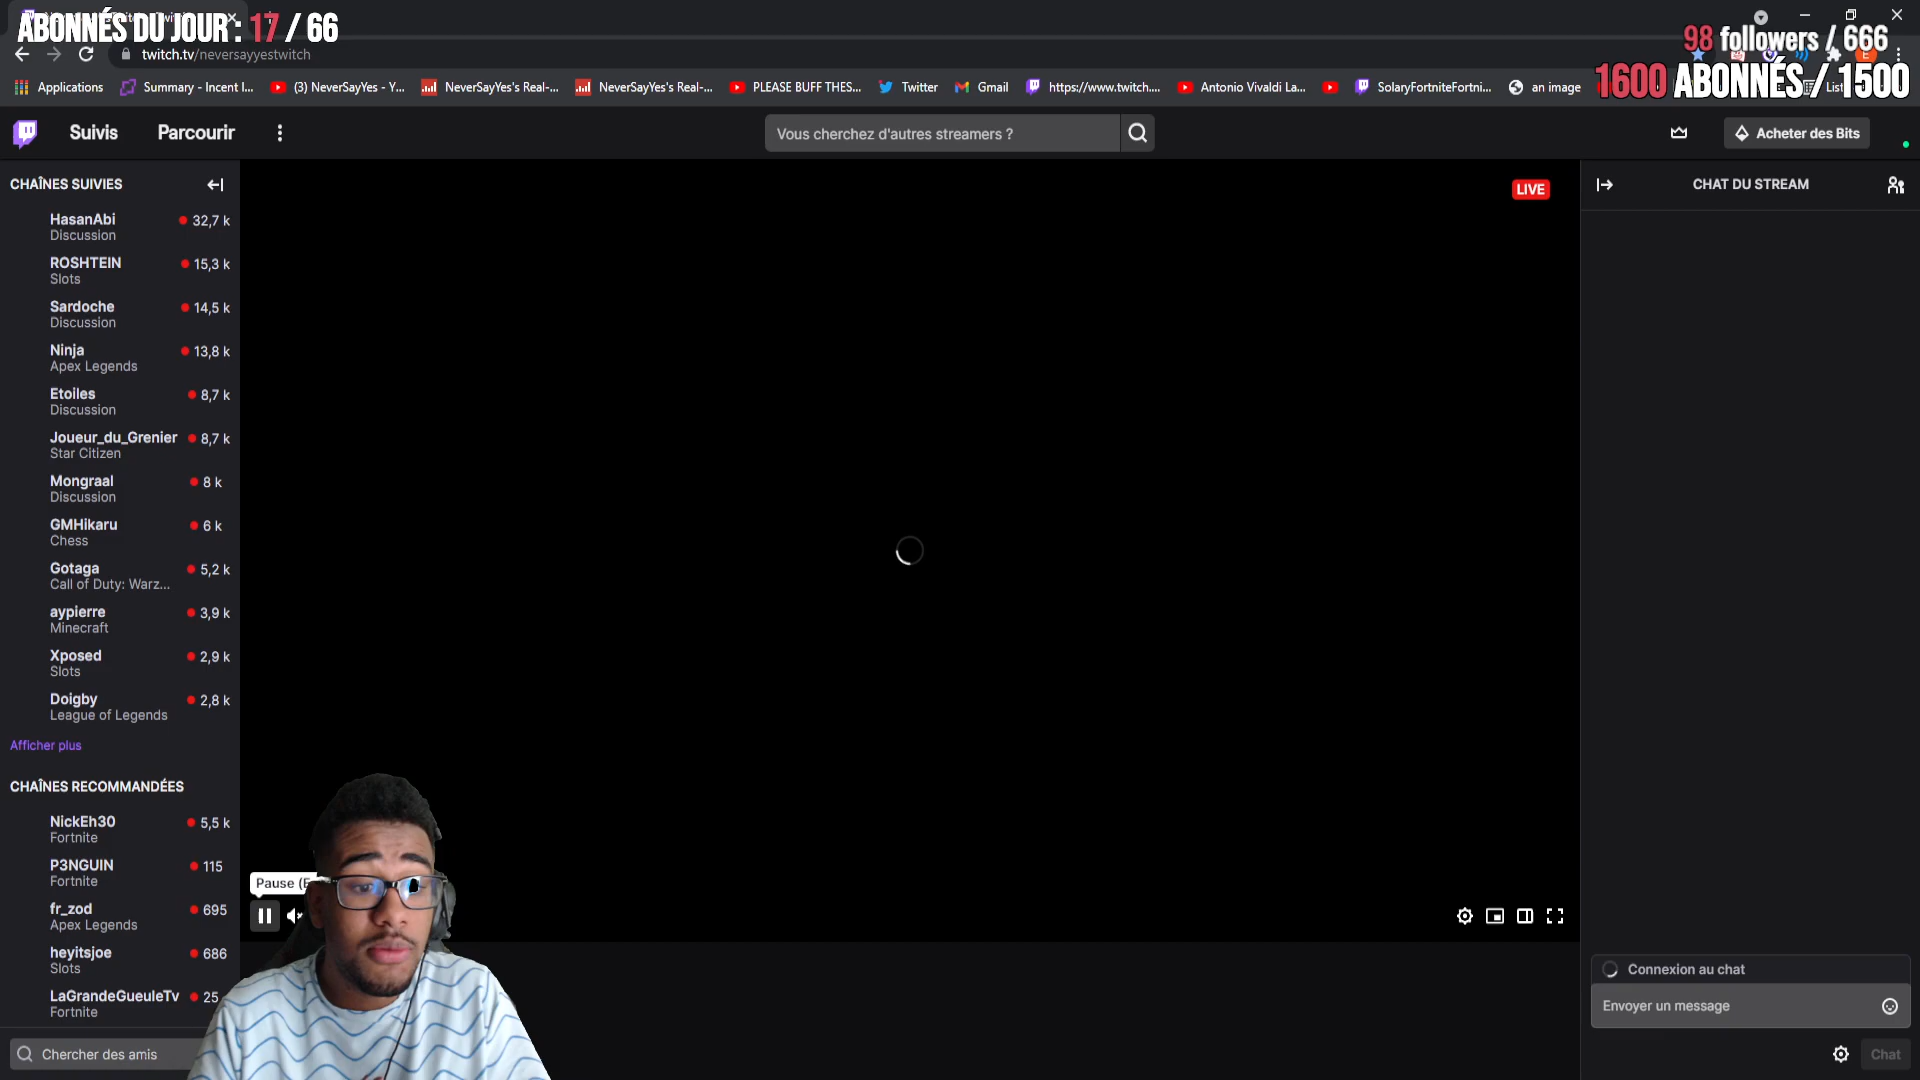 ABONNÉS DU JOUR : 17 / 66
98 followers / 666
1600 ABONNÉS / 1500
twitch.tv/neversayyestwitch
Applications
Summary - Incent I...
(3) NeverSayYes - Y...
NeverSayYes's Real-...
NeverSayYes's Real-...
PLEASE BUFF THES...
Twitter
Gmail
https://www.twitch....
Antonio Vivaldi La...
SolaryFortniteFortni...
an image
Suivis
Parcourir
Vous cherchez d'autres streamers ?
Acheter des Bits
CHAÎNES SUIVIES
HasanAbi
32,7 k
Discussion
ROSHTEIN
15,3 k
Slots
Sardoche
14,5 k
Discussion
Ninja
13,8 k
Apex Legends
Etoiles
8,7 k
Discussion
Joueur_du_Grenier
8,7 k
Star Citizen
Mongraal
8 k
Discussion
GMHikaru
6 k
Chess
Gotaga
5,2 k
Call of Duty: Warz...
aypierre
3,9 k
Minecraft
Xposed
2,9 k
Slots
Doigby
2,8 k
League of Legends
Afficher plus
CHAÎNES RECOMMANDÉES
NickEh30
5,5 k
Fortnite
P3NGUIN
115
Fortnite
fr_zod
695
Apex Legends
heyitsjoe
686
Slots
LaGrandeGueuleTv
25
Fortnite
Chercher des amis
LIVE
Pause
CHAT DU STREAM
Connexion au chat
Envoyer un message
Chat